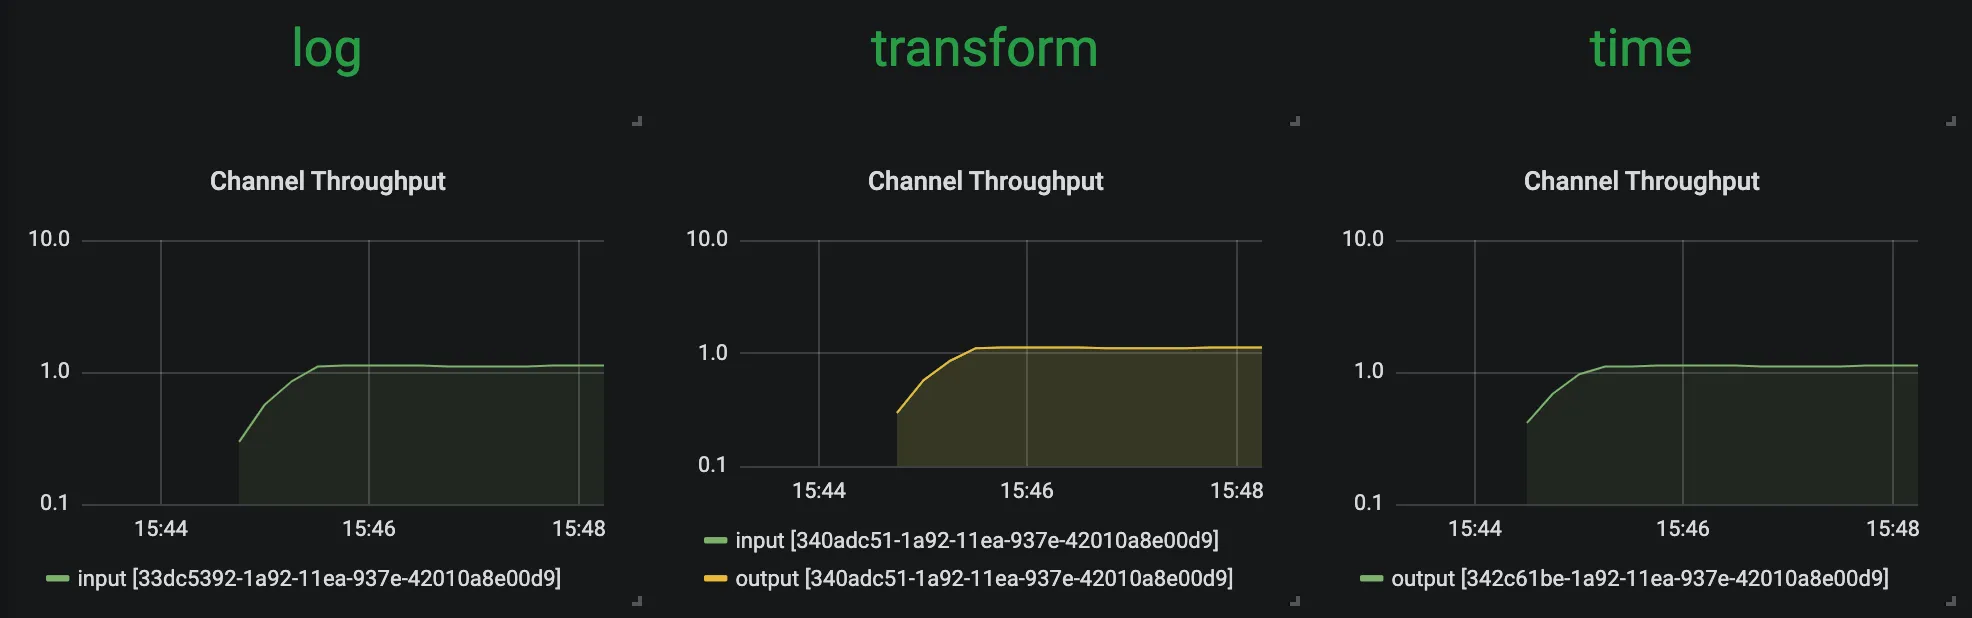 log
transform
time
Channel Throughput
10.0
1.0
0.1
15:44 15:46 15:48
input [33dc5392-1a92-11ea-937e-42010a8e00d9]
Channel Throughput
10.0
1.0
0.1
15:44 15:46 15:48
input [340adc51-1a92-11ea-937e-42010a8e00d9]
output [340adc51-1a92-11ea-937e-42010a8e00d9]
Channel Throughput
10.0
1.0
0.1
15:44 15:46 15:48
output [342c61be-1a92-11ea-937e-42010a8e00d9]